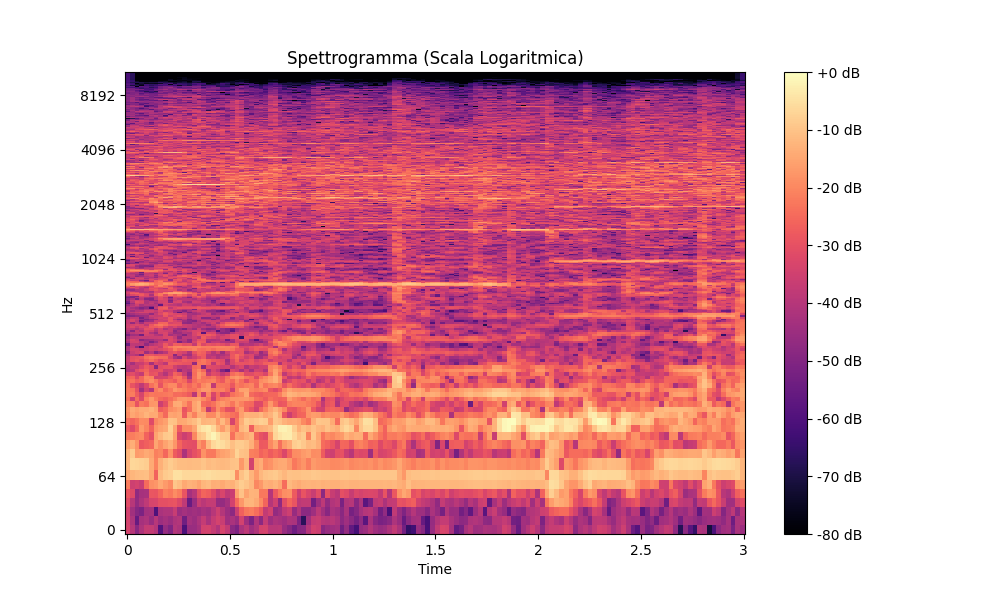 Spettrogramma (Scala Logaritmica)
Hz
8192
4096
2048
1024
512
256
128
64
0
0
0.5
1
1.5
2
2.5
3
Time
+0 dB
-10 dB
-20 dB
-30 dB
-40 dB
-50 dB
-60 dB
-70 dB
-80 dB